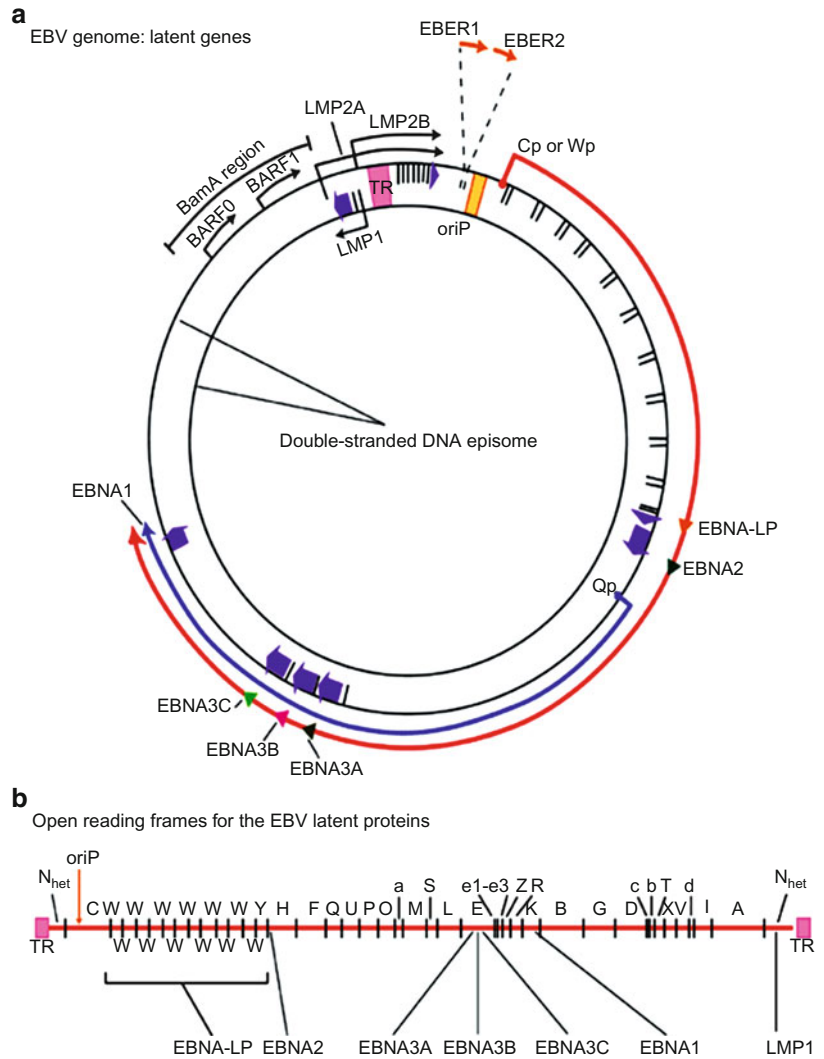 a
EBV genome: latent genes
EBER1
EBER2
LMP2A
LMP2B
Cp or Wp
BamA region
BARF1
BARF0
TR
LMP1
oriP
Double-stranded DNA episome
EBNA1
EBNA-LP
EBNA2
Qp
EBNA3C
EBNA3B
EBNA3A
b
Open reading frames for the EBV latent proteins
oriP
Nhet a S e1-e3 Z R c b T d Nhet
C W W W W W W Y H F Q U P O M L E K B G D X V I A
TR W W W W W W TR
EBNA-LP EBNA2 EBNA3A EBNA3B EBNA3C EBNA1 LMP1